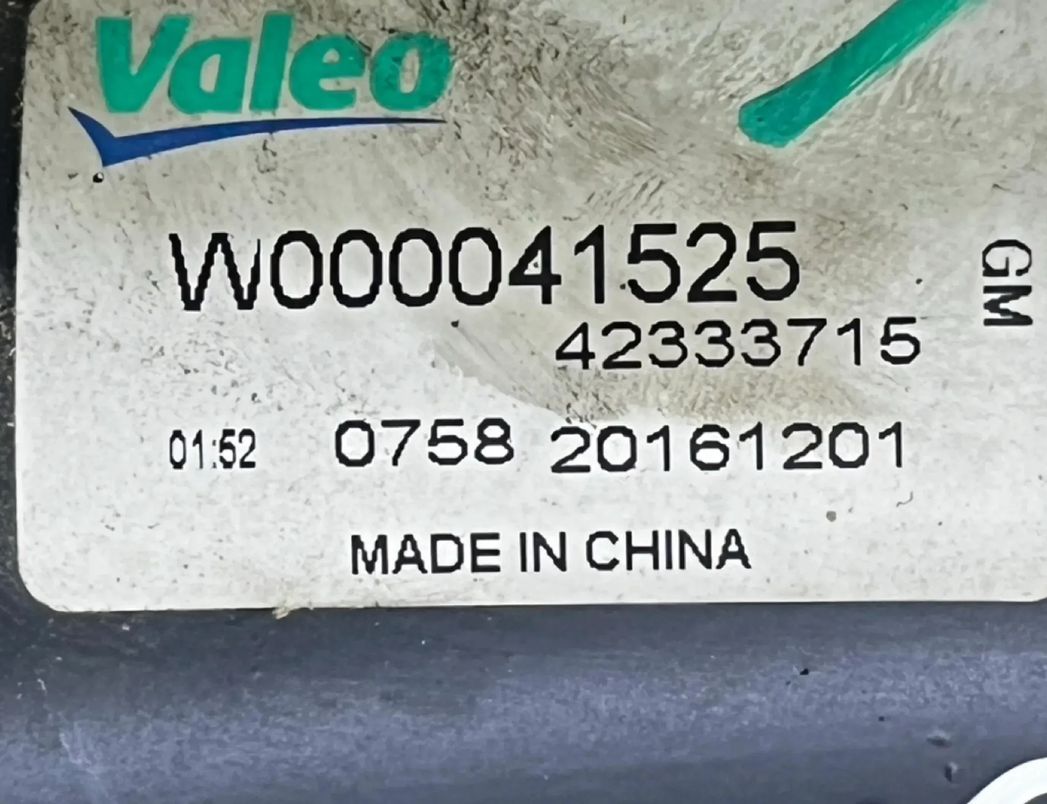 Valeo
W000041525
GM
42333715
01:52 0758 20161201
MADE IN CHINA